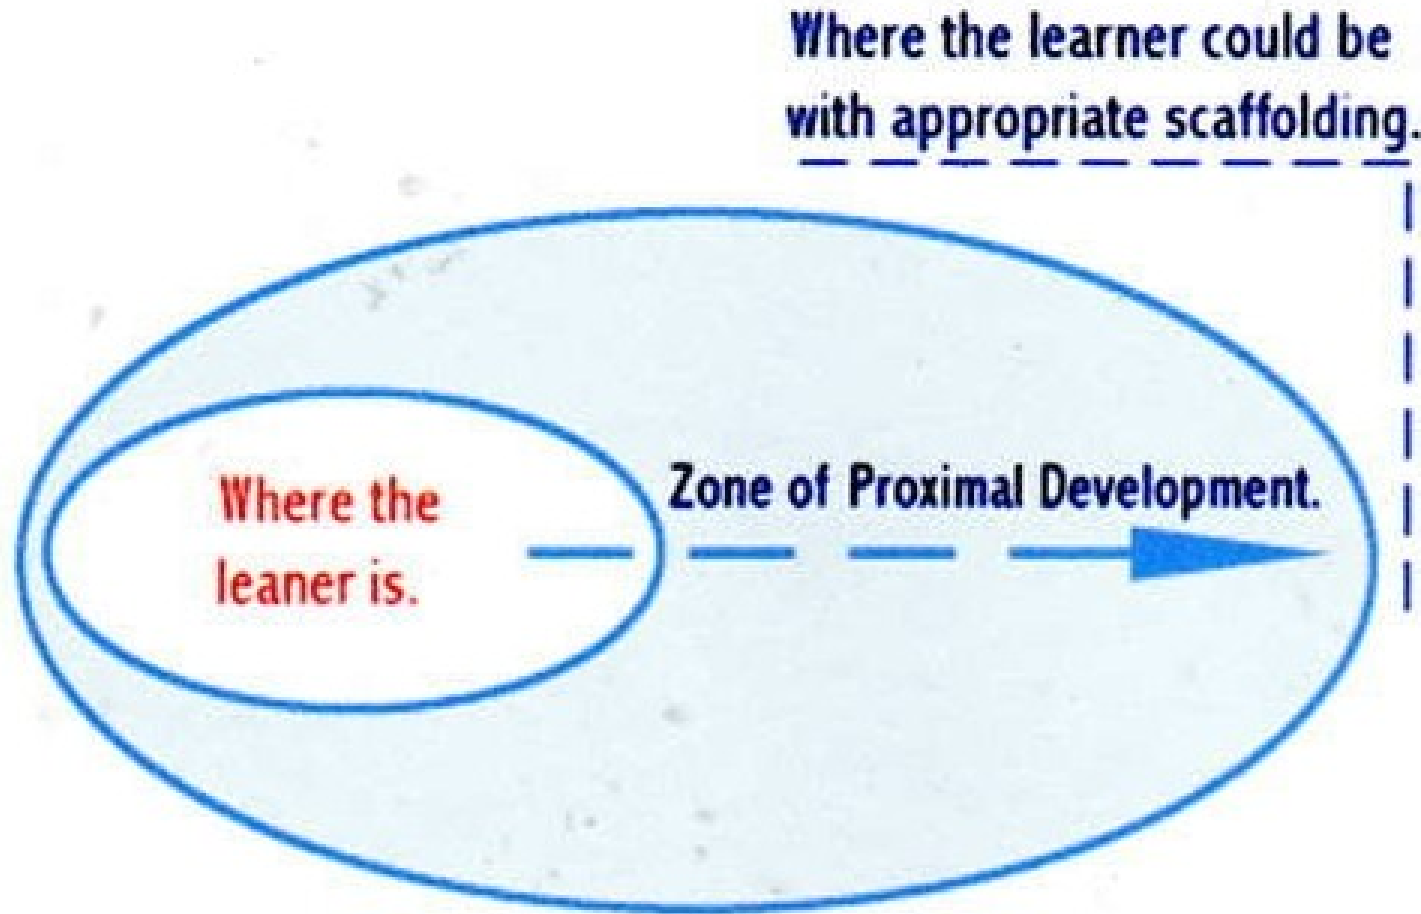 Where the learner could be
with appropriate scaffolding.
Where the
leaner is.
Zone of Proximal Development.